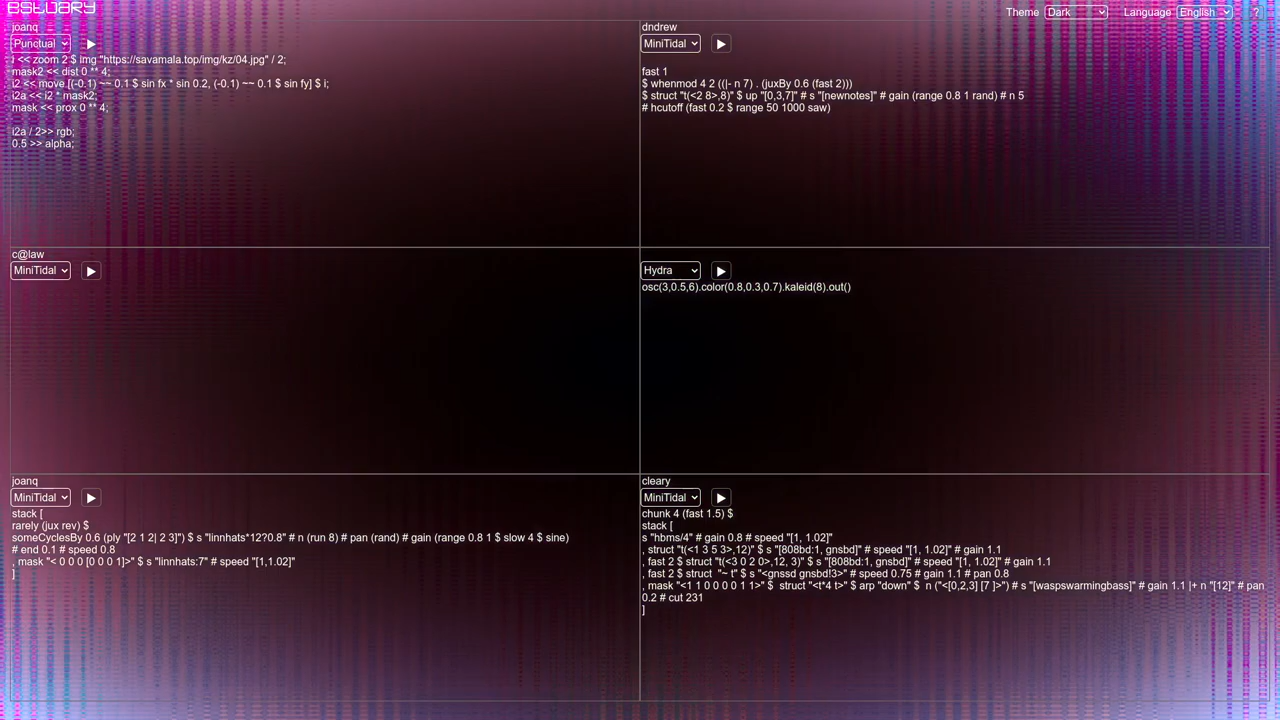 estuary
Theme Dark Language English ?
joanq
Punctual
i << zoom 2 $ img "https://savamala.top/img/kz/04.jpg" / 2;
mask2 << dist 0 ** 4;
i2 << move [(-0.1) ~~ 0.1 $ sin fx * sin 0.2, (-0.1) ~~ 0.1 $ sin fy] $ i;
i2a << i2 * mask2;
mask << prox 0 ** 4;
i2a / 2>> rgb;
0.5 >> alpha;
dndrew
MiniTidal
fast 1
$ whenmod 4 2 ((|- n 7) . (juxBy 0.6 (fast 2)))
$ struct "t(<2 8>,8)" $ up "[0,3,7]" # s "[newnotes]" # gain (range 0.8 1 rand) # n 5
# hcutoff (fast 0.2 $ range 50 1000 saw)
c@law
MiniTidal
Hydra
osc(3,0.5,6).color(0.8,0.3,0.7).kaleid(8).out()
joanq
MiniTidal
stack [
rarely (jux rev) $
someCyclesBy 0.6 (ply "[2 1 2| 2 3]") $ s "linnhats*12?0.8" # n (run 8) # pan (rand) # gain (range 0.8 1 $ slow 4 $ sine)
# end 0.1 # speed 0.8
, mask "< 0 0 0 [0 0 0 1]>" $ s "linnhats:7" # speed "[1,1.02]"
]
cleary
MiniTidal
chunk 4 (fast 1.5) $
stack [
s "hbms/4" # gain 0.8 # speed "[1, 1.02]"
, struct "t(<1 3 5 3>,12)" $ s "[808bd:1, gnsbd]" # speed "[1, 1.02]" # gain 1.1
, fast 2 $ struct "t(<3 0 2 0>,12, 3)" $ s "[808bd:1, gnsbd]" # speed "[1, 1.02]" # gain 1.1
, fast 2 $ struct  "~ t" $ s "<gnssd gnsbd!3>" # speed 0.75 # gain 1.1 # pan 0.8
, mask "<1 1 0 0 0 0 1 1>" $  struct "<t*4 t>" $ arp "down" $  n ("<[0,2,3] [7 ]>") # s "[waspswarmingbass]" # gain 1.1 |+ n "[12]" # pan
0.2 # cut 231
]